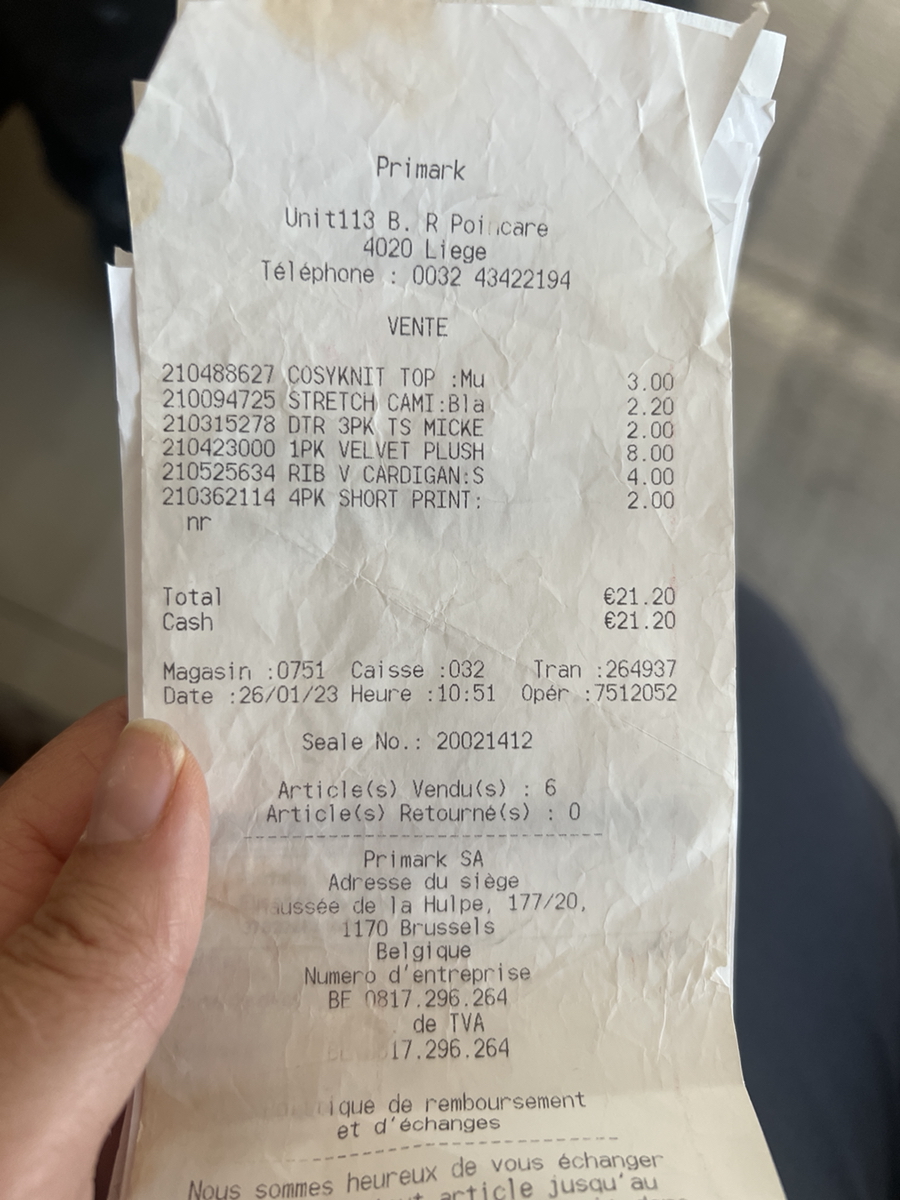 Primark
Unit113 B. R Poincare
4020 Liege
Téléphone : 0032 43422194
VENTE
210488627 COSYKNIT TOP :Mu 3.00
210094725 STRETCH CAMI:Bla 2.20
210315278 DTR 3PK TS MICKE 2.00
210423000 1PK VELVET PLUSH 8.00
210525634 RIB V CARDIGAN:S 4.00
210362114 4PK SHORT PRINT: 2.00
nr
Total €21.20
Cash €21.20
Magasin :0751 Caisse :032 Tran :264937
Date :26/01/23 Heure :10:51 Opér :7512052
Seale No.: 20021412
Article(s) Vendu(s) : 6
Article(s) Retourné(s) : 0
Primark SA
Adresse du siège
aussée de la Hulpe, 177/20,
1170 Brussels
Belgique
Numero d'entreprise
BE 0817.296.264
de TVA
17.296.264
ique de remboursement
et d'échanges
Nous sommes heureux de vous échanger
article jusqu'au